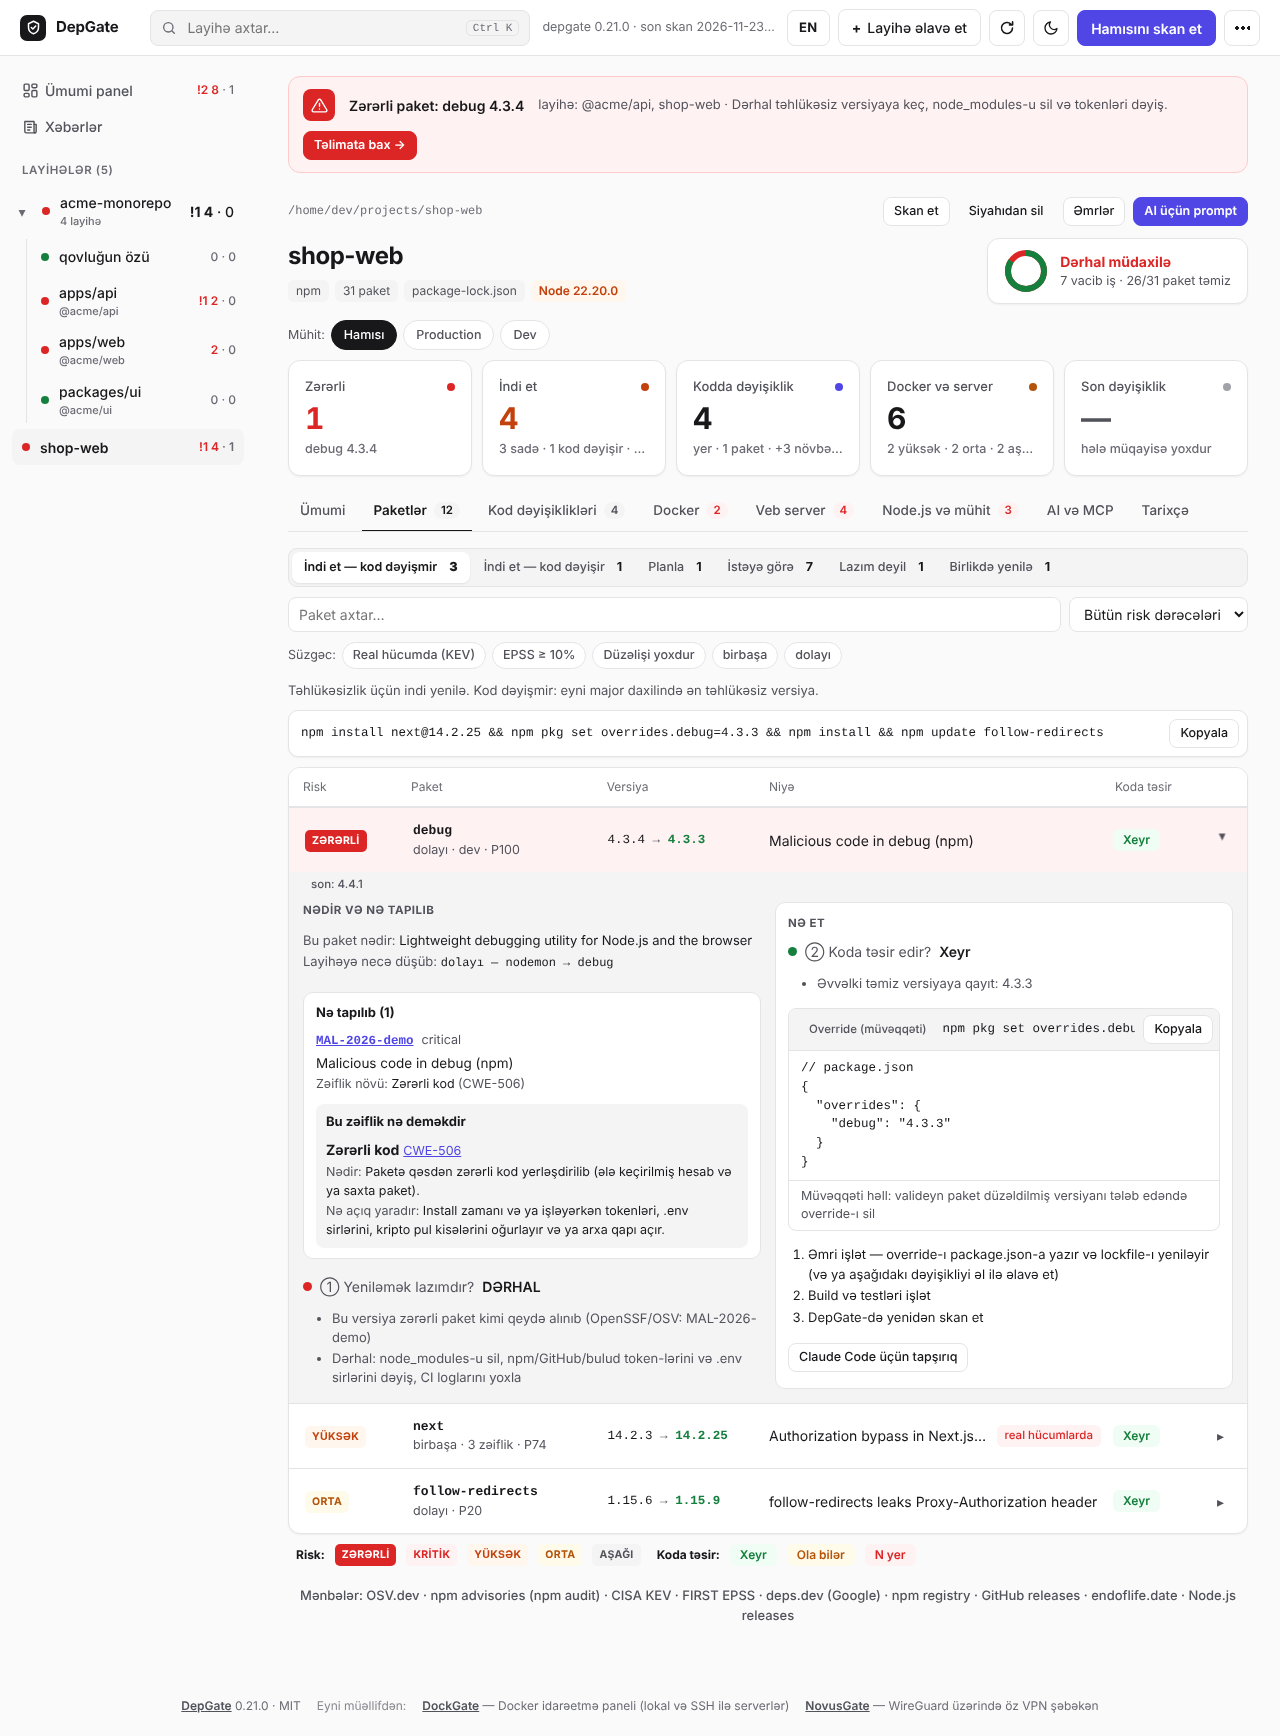 DepGate
Layihə axtar...
Ctrl K
depgate 0.21.0 · son skan 2026-11-23...
EN
+ Layihə əlavə et
Hamısını skan et
Ümumi panel
!2 8 · 1
Xəbərlər
LAYİHƏLƏR (5)
▼ acme-monorepo
4 layihə
!1 4 · 0
qovluğun özü
0 · 0
apps/api
@acme/api
!1 2 · 0
apps/web
@acme/web
2 · 0
packages/ui
@acme/ui
0 · 0
shop-web
!1 4 · 1
Zərərli paket: debug 4.3.4
layihə: @acme/api, shop-web · Dərhal təhlükəsiz versiyaya keç, node_modules-u sil və tokenləri dəyiş.
Təlimata bax →
/home/dev/projects/shop-web
Skan et
Siyahıdan sil
Əmrlər
AI üçün prompt
shop-web
npm
31 paket
package-lock.json
Node 22.20.0
Dərhal müdaxilə
7 vacib iş · 26/31 paket təmiz
Mühit:
Hamısı
Production
Dev
Zərərli
1
debug 4.3.4
İndi et
4
3 sadə · 1 kod dəyişir · ...
Kodda dəyişiklik
4
yer · 1 paket · +3 növbə...
Docker və server
6
2 yüksək · 2 orta · 2 aş...
Son dəyişiklik
—
hələ müqayisə yoxdur
Ümumi
Paketlər 12
Kod dəyişiklikləri 4
Docker 2
Veb server 4
Node.js və mühit 3
AI və MCP
Tarixçə
İndi et — kod dəyişmir 3
İndi et — kod dəyişir 1
Planla 1
İstəyə görə 7
Lazım deyil 1
Birlikdə yenilə 1
Paket axtar...
Bütün risk dərəcələri
Süzgəc:
Real hücumda (KEV)
EPSS ≥ 10%
Düzəlişi yoxdur
birbaşa
dolayı
Təhlükəsizlik üçün indi yenilə. Kod dəyişmir: eyni major daxilində ən təhlükəsiz versiya.
npm install next@14.2.25 && npm pkg set overrides.debug=4.3.3 && npm install && npm update follow-redirects
Kopyala
Risk
Paket
Versiya
Niyə
Koda təsir
ZƏRƏRLİ
debug
dolayı · dev · P100
4.3.4 → 4.3.3
Malicious code in debug (npm)
Xeyr
▼
son: 4.4.1
NƏDİR VƏ NƏ TAPILIB
Bu paket nədir: Lightweight debugging utility for Node.js and the browser
Layihəyə necə düşüb: dolayı — nodemon → debug
Nə tapılıb (1)
MAL-2026-demo critical
Malicious code in debug (npm)
Zəiflik növü: Zərərli kod (CWE-506)
Bu zəiflik nə deməkdir
Zərərli kod CWE-506
Nədir: Paketə qəsdən zərərli kod yerləşdirilib (ələ keçirilmiş hesab və
ya saxta paket).
Nə açıq yaradır: Install zamanı və ya işləyərkən tokenləri, .env
sirlərini, kripto pul kisələrini oğurlayır və ya arxa qapı açır.
① Yeniləmək lazımdır? DƏRHAL
• Bu versiya zərərli paket kimi qeydə alınıb (OpenSSF/OSV: MAL-2026-
demo)
• Dərhal: node_modules-u sil, npm/GitHub/bulud token-lərini və .env
sirlərini dəyiş, CI loglarını yoxla
NƏ ET
② Koda təsir edir? Xeyr
• Əvvəlki təmiz versiyaya qayıt: 4.3.3
Override (müvəqqəti)
npm pkg set overrides.debu
Kopyala
// package.json
{
"overrides": {
"debug": "4.3.3"
}
}
Müvəqqəti həll: valideyn paket düzəldilmiş versiyanı tələb edəndə
override-ı sil
1. Əmri işlət — override-ı package.json-a yazır və lockfile-ı yeniləyir
(və ya aşağıdakı dəyişikliyi əl ilə əlavə et)
2. Build və testləri işlət
3. DepGate-də yenidən skan et
Claude Code üçün tapşırıq
YÜKSƏK
next
birbaşa · 3 zəiflik · P74
14.2.3 → 14.2.25
Authorization bypass in Next.js...
real hücumlarda
Xeyr
▸
ORTA
follow-redirects
dolayı · P20
1.15.6 → 1.15.9
follow-redirects leaks Proxy-Authorization header
Xeyr
▸
Risk: ZƏRƏRLİ KRİTİK YÜKSƏK ORTA AŞAĞI Koda təsir: Xeyr Ola bilər N yer
Mənbələr: OSV.dev · npm advisories (npm audit) · CISA KEV · FIRST EPSS · deps.dev (Google) · npm registry · GitHub releases · endoflife.date · Node.js
releases
DepGate 0.21.0 · MIT Eyni müəllifdən: DockGate — Docker idarəetmə paneli (lokal və SSH ilə serverlər) NovusGate — WireGuard üzərində öz VPN şəbəkən